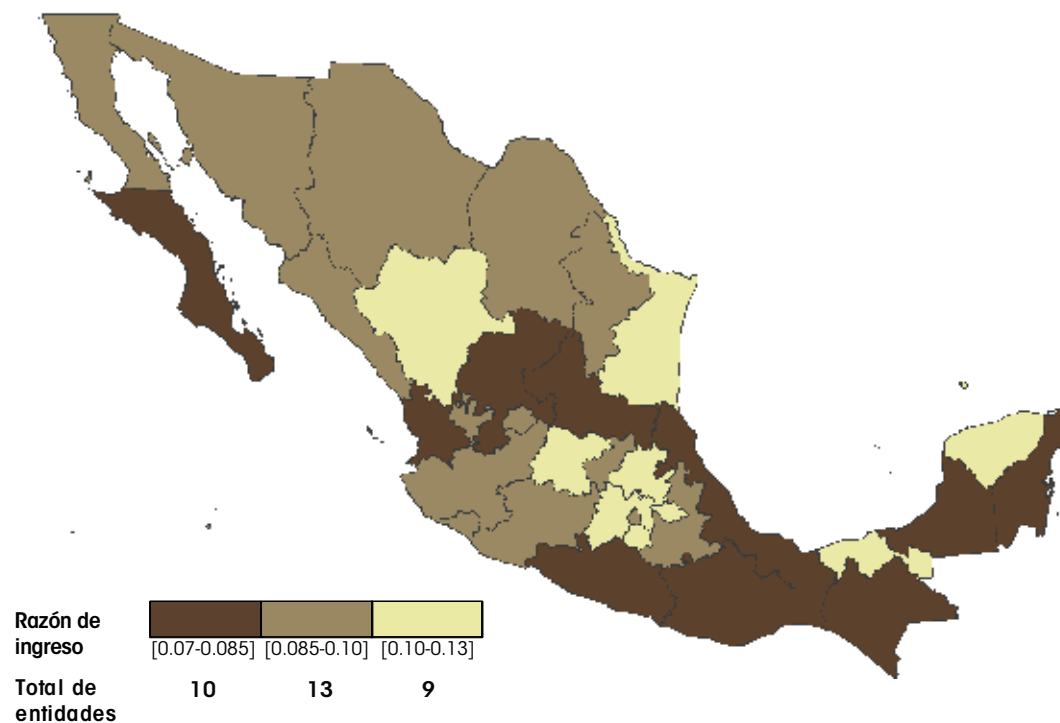 Razón de
ingreso
[0.07-0.085] [0.085-0.10] [0.10-0.13]
Total de
entidades
10 13 9